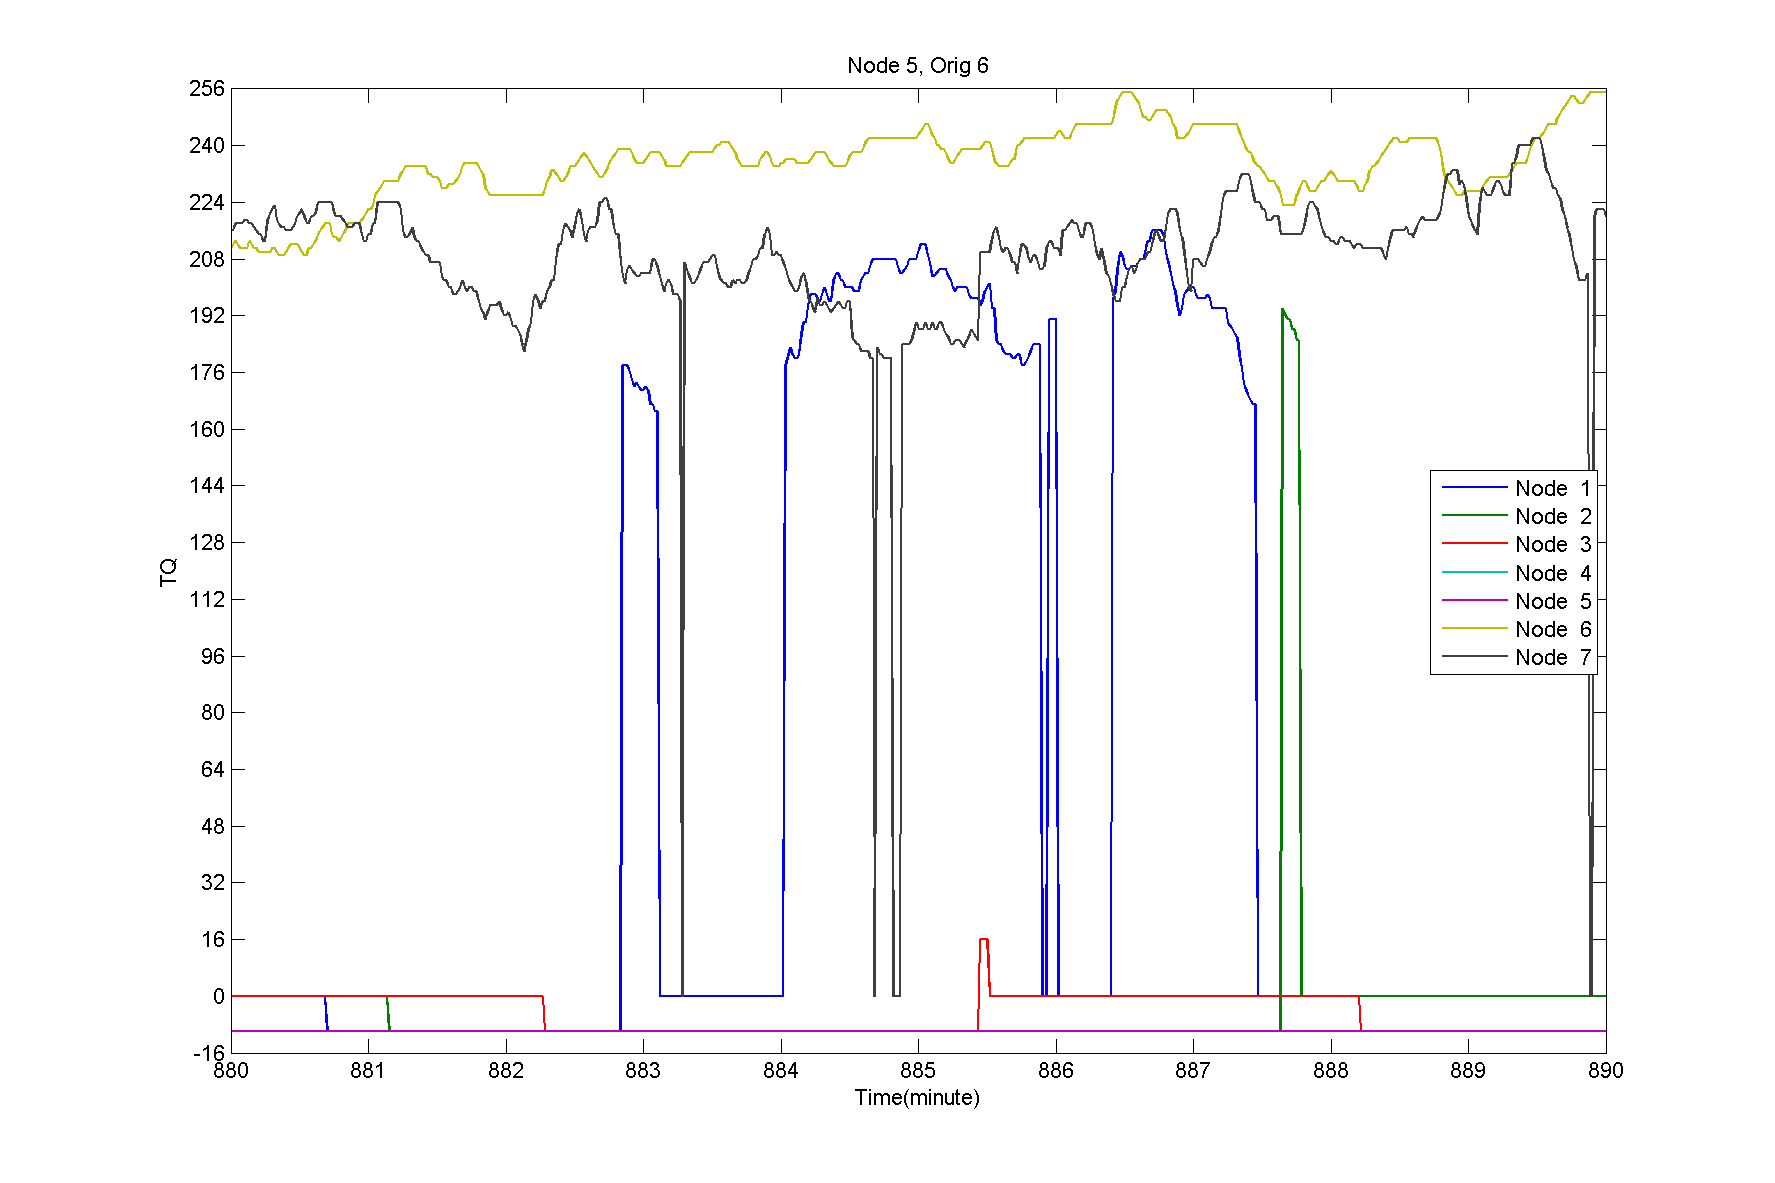 Node 5, Orig 6
256
240
224
208
192
176
160
144
128
112
96
80
64
48
32
16
0
-16
TQ
880 881 882 883 884 885 886 887 888 889 890
Time(minute)
Node 1
Node 2
Node 3
Node 4
Node 5
Node 6
Node 7